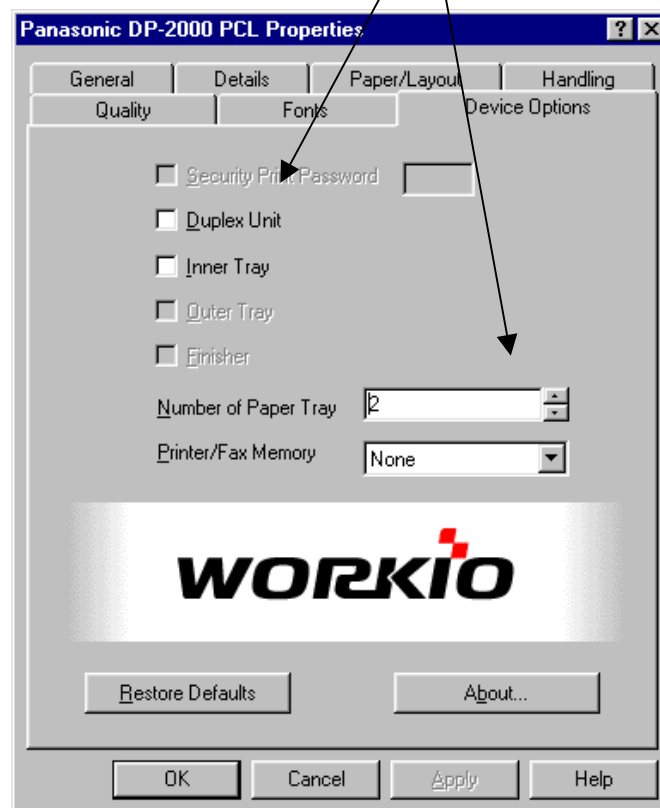 Panasonic DP-2000 PCL Properties
General Details Paper/Layout Handling
Quality Fonts Device Options
Security Print Password
Duplex Unit
Inner Tray
Outer Tray
Finisher
Number of Paper Tray 2
Printer/Fax Memory None
WORKIO
Restore Defaults About...
OK Cancel Apply Help